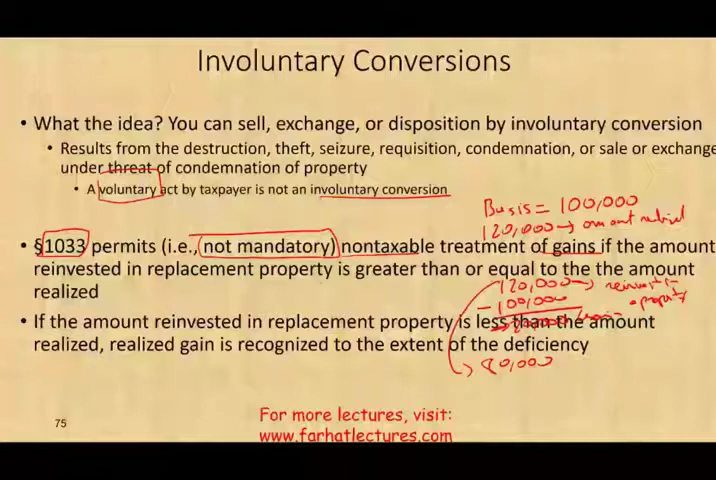 Involuntary Conversions
• What the idea? You can sell, exchange, or disposition by involuntary conversion
• Results from the destruction, theft, seizure, requisition, condemnation, or sale or exchange
under threat of condemnation of property
• A voluntary act by taxpayer is not an involuntary conversion
Basis = 100,000
120,000 → amount realized
• §1033 permits (i.e., not mandatory) nontaxable treatment of gains if the amount
reinvested in replacement property is greater than or equal to the the amount
realized
120,000 → reinvest in
- 100,000 property
• If the amount reinvested in replacement property is less than the amount
realized, realized gain is recognized to the extent of the deficiency
75
For more lectures, visit:
www.farhatlectures.com